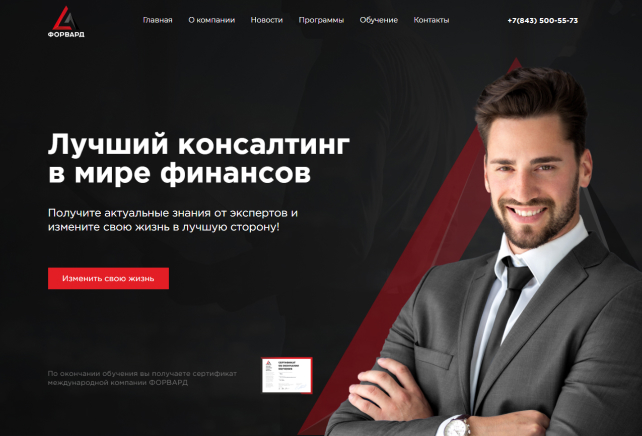 ФОРВАРД
Главная О компании Новости Программы Обучение Контакты +7(843) 500-55-73
Лучший консалтинг
в мире финансов
Получите актуальные знания от экспертов и
измените свою жизнь в лучшую сторону!
Изменить свою жизнь
По окончании обучения вы получаете сертификат
международной компании ФОРВАРД